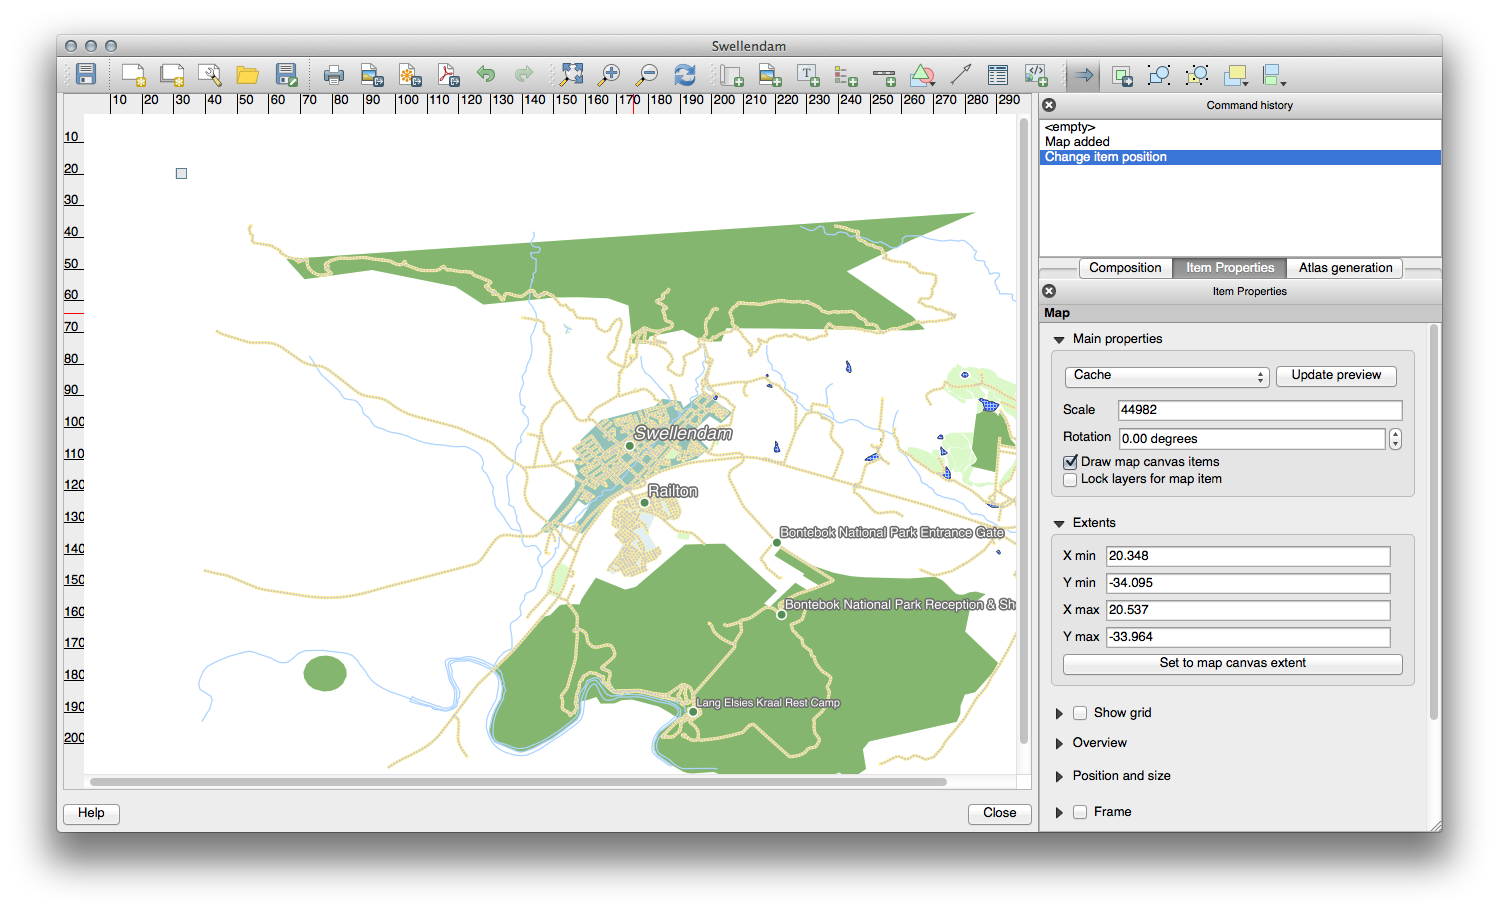 Swellendam
10 20 30 40 50 60 70 80 90 100 110 120 130 140 150 160 170 180 190 200 210 220 230 240 250 260 270 280 290
10
20
30
40
50
60
70
80
90
100
110
120
130
140
150
160
170
180
190
200
Swellendam
Railton
Bontebok National Park Entrance Gate
Bontebok National Park Reception & Sh
Lang Elsies Kraal Rest Camp
Help
Close
Command history
<empty>
Map added
Change item position
Composition
Item Properties
Atlas generation
Item Properties
Map
Main properties
Cache
Update preview
Scale
44982
Rotation
0.00 degrees
Draw map canvas items
Lock layers for map item
Extents
X min 20.348
Y min -34.095
X max 20.537
Y max -33.964
Set to map canvas extent
Show grid
Overview
Position and size
Frame